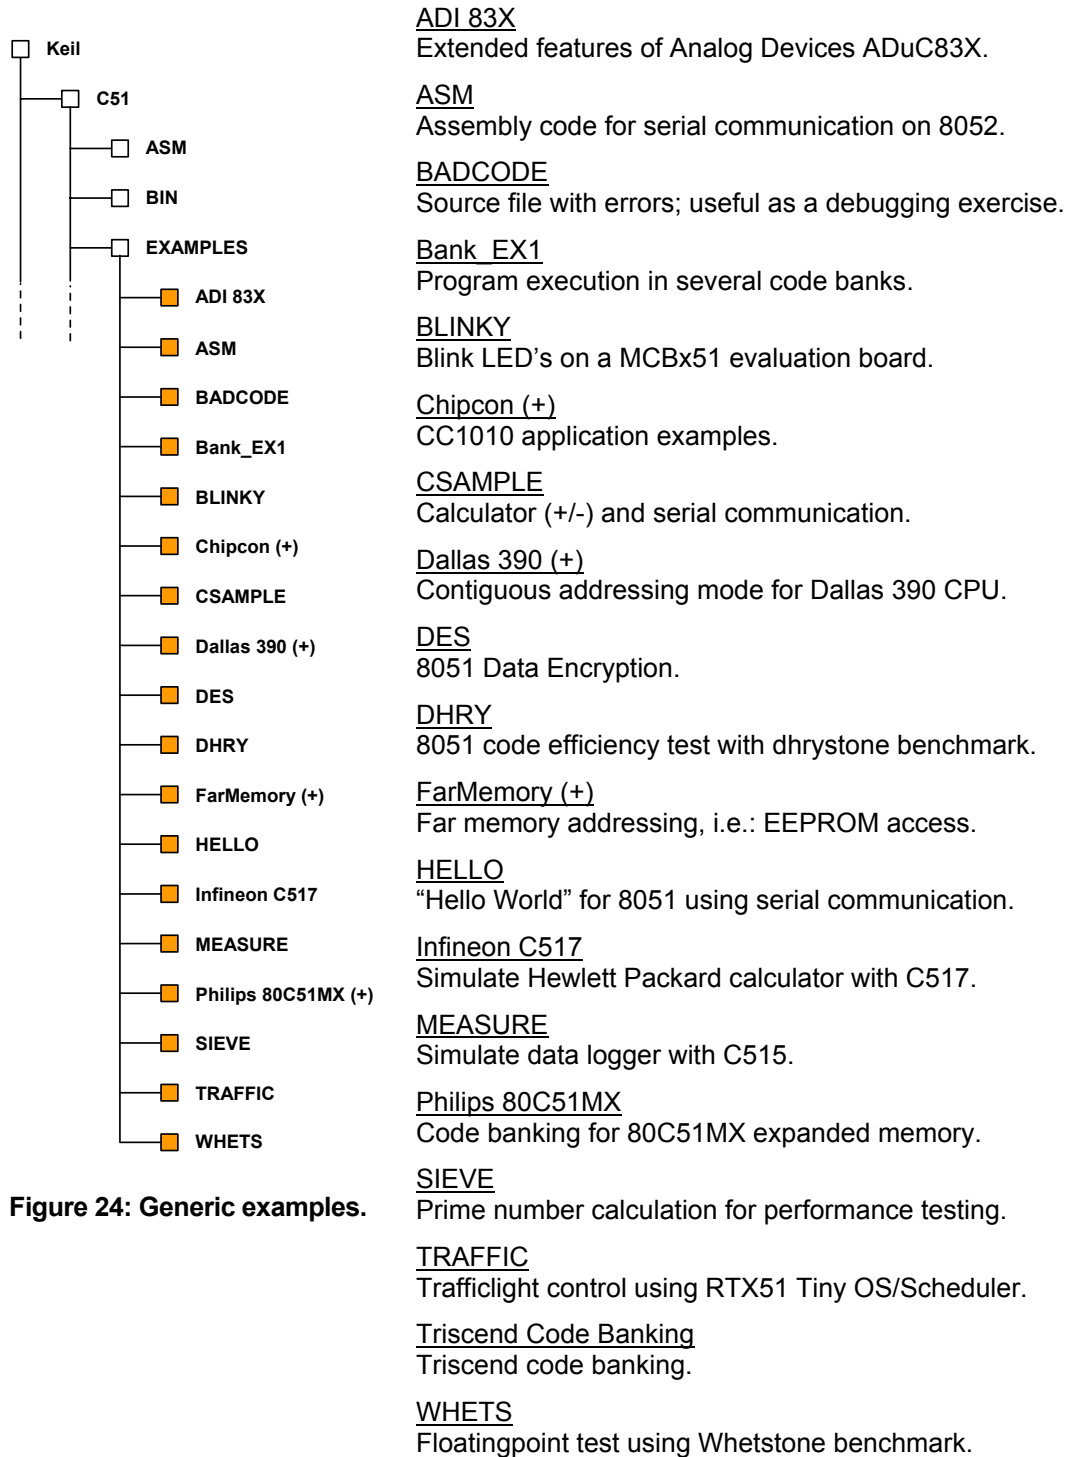 Keil
C51
ASM
BIN
EXAMPLES
ADI 83X
ASM
BADCODE
Bank_EX1
BLINKY
Chipcon (+)
CSAMPLE
Dallas 390 (+)
DES
DHRY
FarMemory (+)
HELLO
Infineon C517
MEASURE
Philips 80C51MX (+)
SIEVE
TRAFFIC
WHETS
Figure 24: Generic examples.
ADI 83X
Extended features of Analog Devices ADuC83X.
ASM
Assembly code for serial communication on 8052.
BADCODE
Source file with errors; useful as a debugging exercise.
Bank_EX1
Program execution in several code banks.
BLINKY
Blink LED’s on a MCBx51 evaluation board.
Chipcon (+)
CC1010 application examples.
CSAMPLE
Calculator (+/-) and serial communication.
Dallas 390 (+)
Contiguous addressing mode for Dallas 390 CPU.
DES
8051 Data Encryption.
DHRY
8051 code efficiency test with dhrystone benchmark.
FarMemory (+)
Far memory addressing, i.e.: EEPROM access.
HELLO
“Hello World” for 8051 using serial communication.
Infineon C517
Simulate Hewlett Packard calculator with C517.
MEASURE
Simulate data logger with C515.
Philips 80C51MX
Code banking for 80C51MX expanded memory.
SIEVE
Prime number calculation for performance testing.
TRAFFIC
Trafficlight control using RTX51 Tiny OS/Scheduler.
Triscend Code Banking
Triscend code banking.
WHETS
Floatingpoint test using Whetstone benchmark.